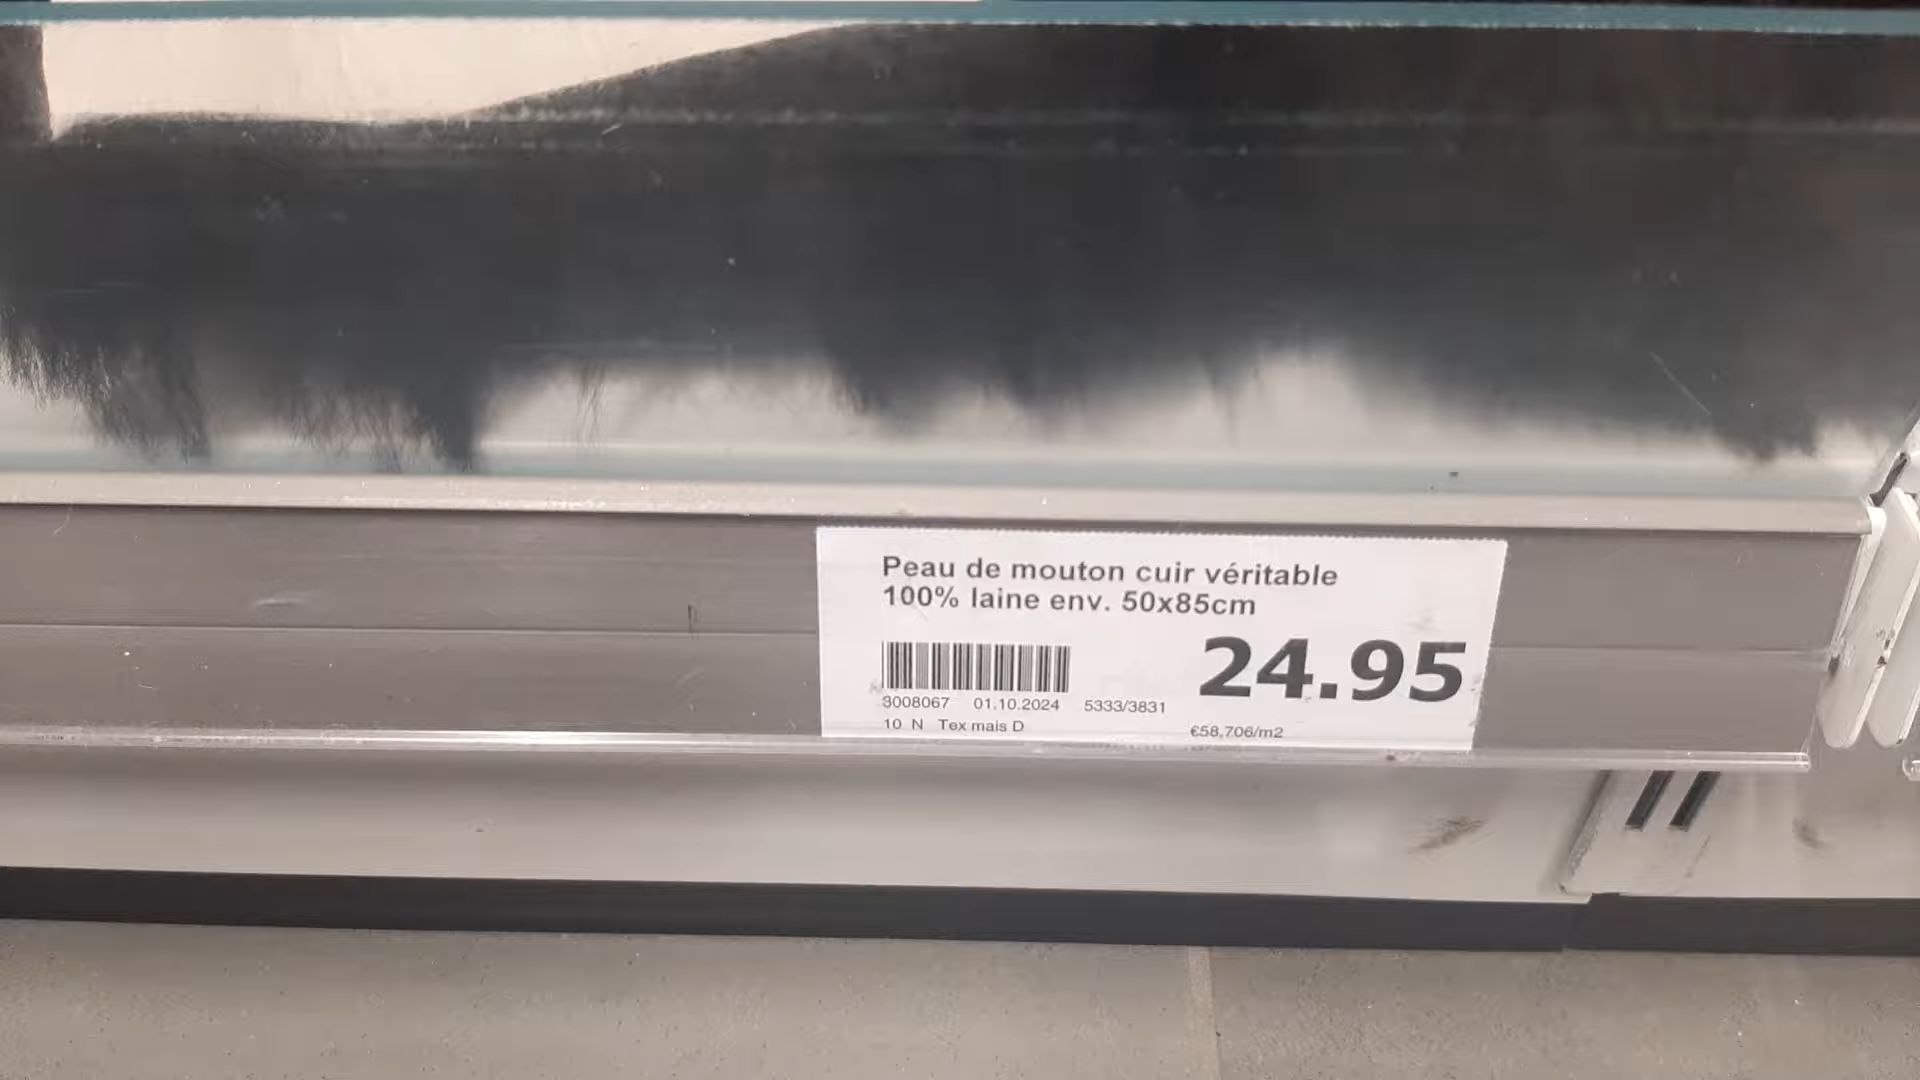 Peau de mouton cuir véritable
100% laine env. 50x85cm
24.95
3008067 01.10.2024 5333/3831
10 N Tex mais D €58,706/m2